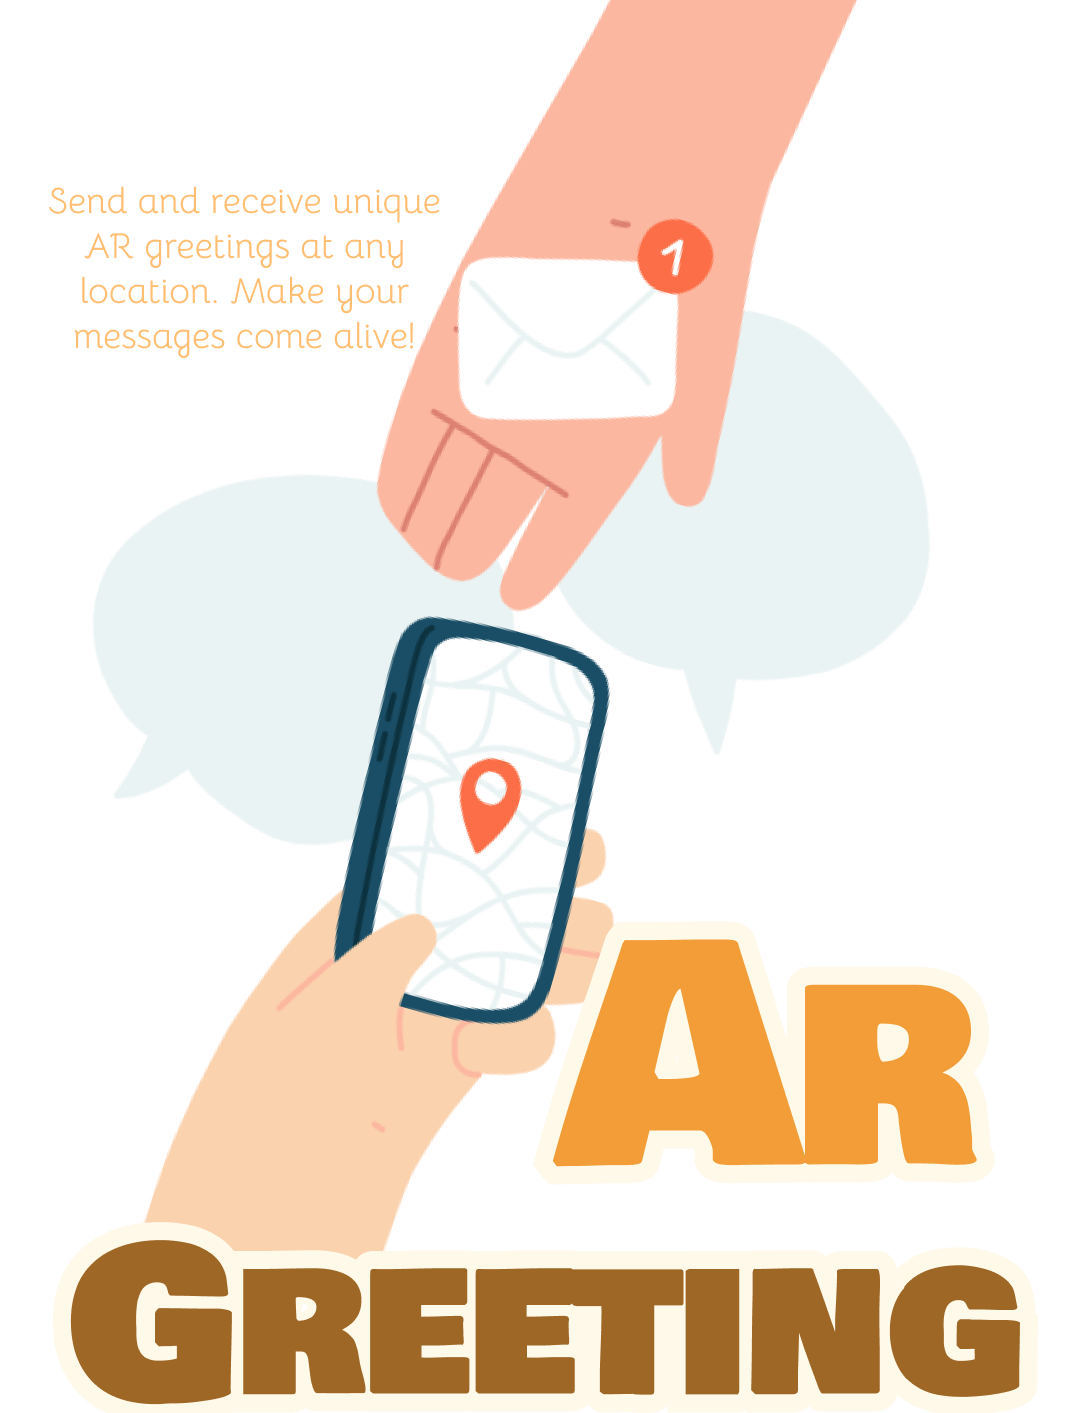 Send and receive unique
AR greetings at any
location. Make your
messages come alive!
1
AR
GREETING